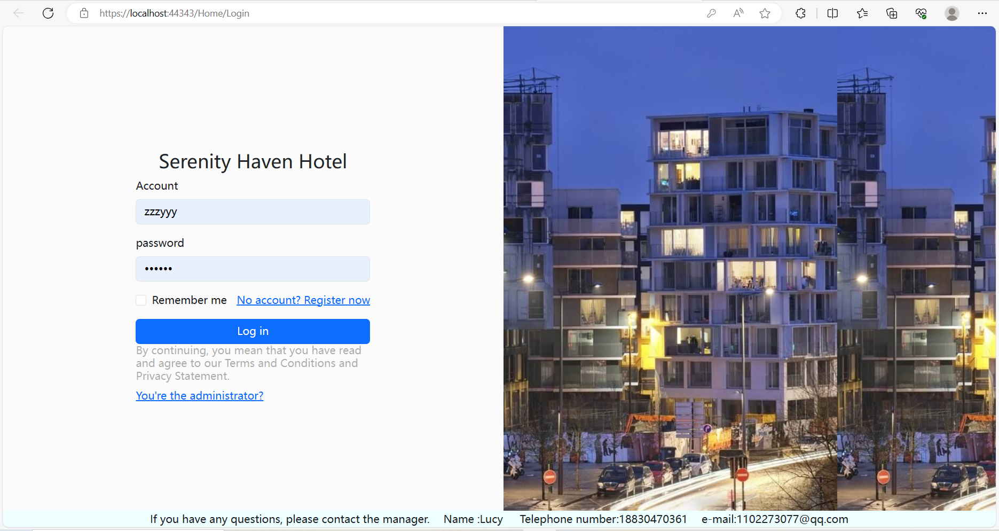 https://localhost:44343/Home/Login
Serenity Haven Hotel
Account
zzzyyy
password
••••••
Remember me No account? Register now
Log in
By continuing, you mean that you have read
and agree to our Terms and Conditions and
Privacy Statement.
You're the administrator?
If you have any questions, please contact the manager. Name :Lucy Telephone number:18830470361 e-mail:1102273077@qq.com